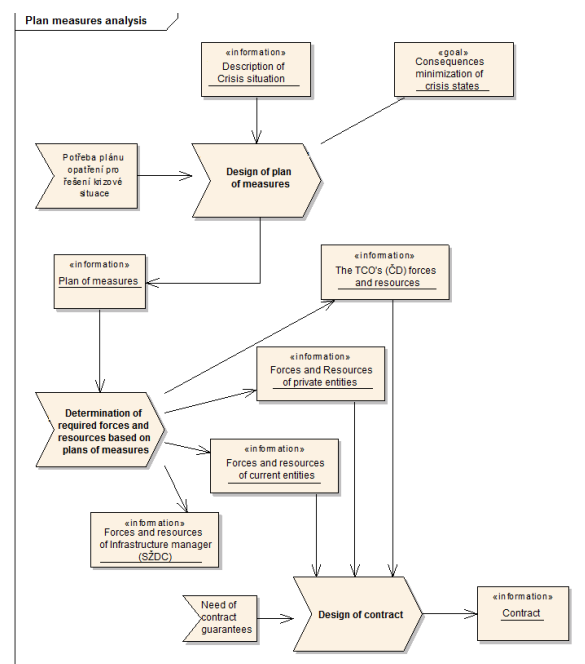 Plan measures analysis
«information»
Description of
Crisis situation
«goal»
Consequences
minimization of
crisis states
Potřeba plánu
opatření pro
řešení krizové
situace
Design of plan
of measures
«information»
Plan of measures
«information»
The TCO's (ČD) forces
and resources
«information»
Forces and Resources
of private entities
Determination of
required forces and
resources based on
plans of measures
«information»
Forces and resources
of current entities
«information»
Forces and resources
of Infrastructure manager
(SŽDC)
Need of
contract
guarantees
Design of contract
«information»
Contract